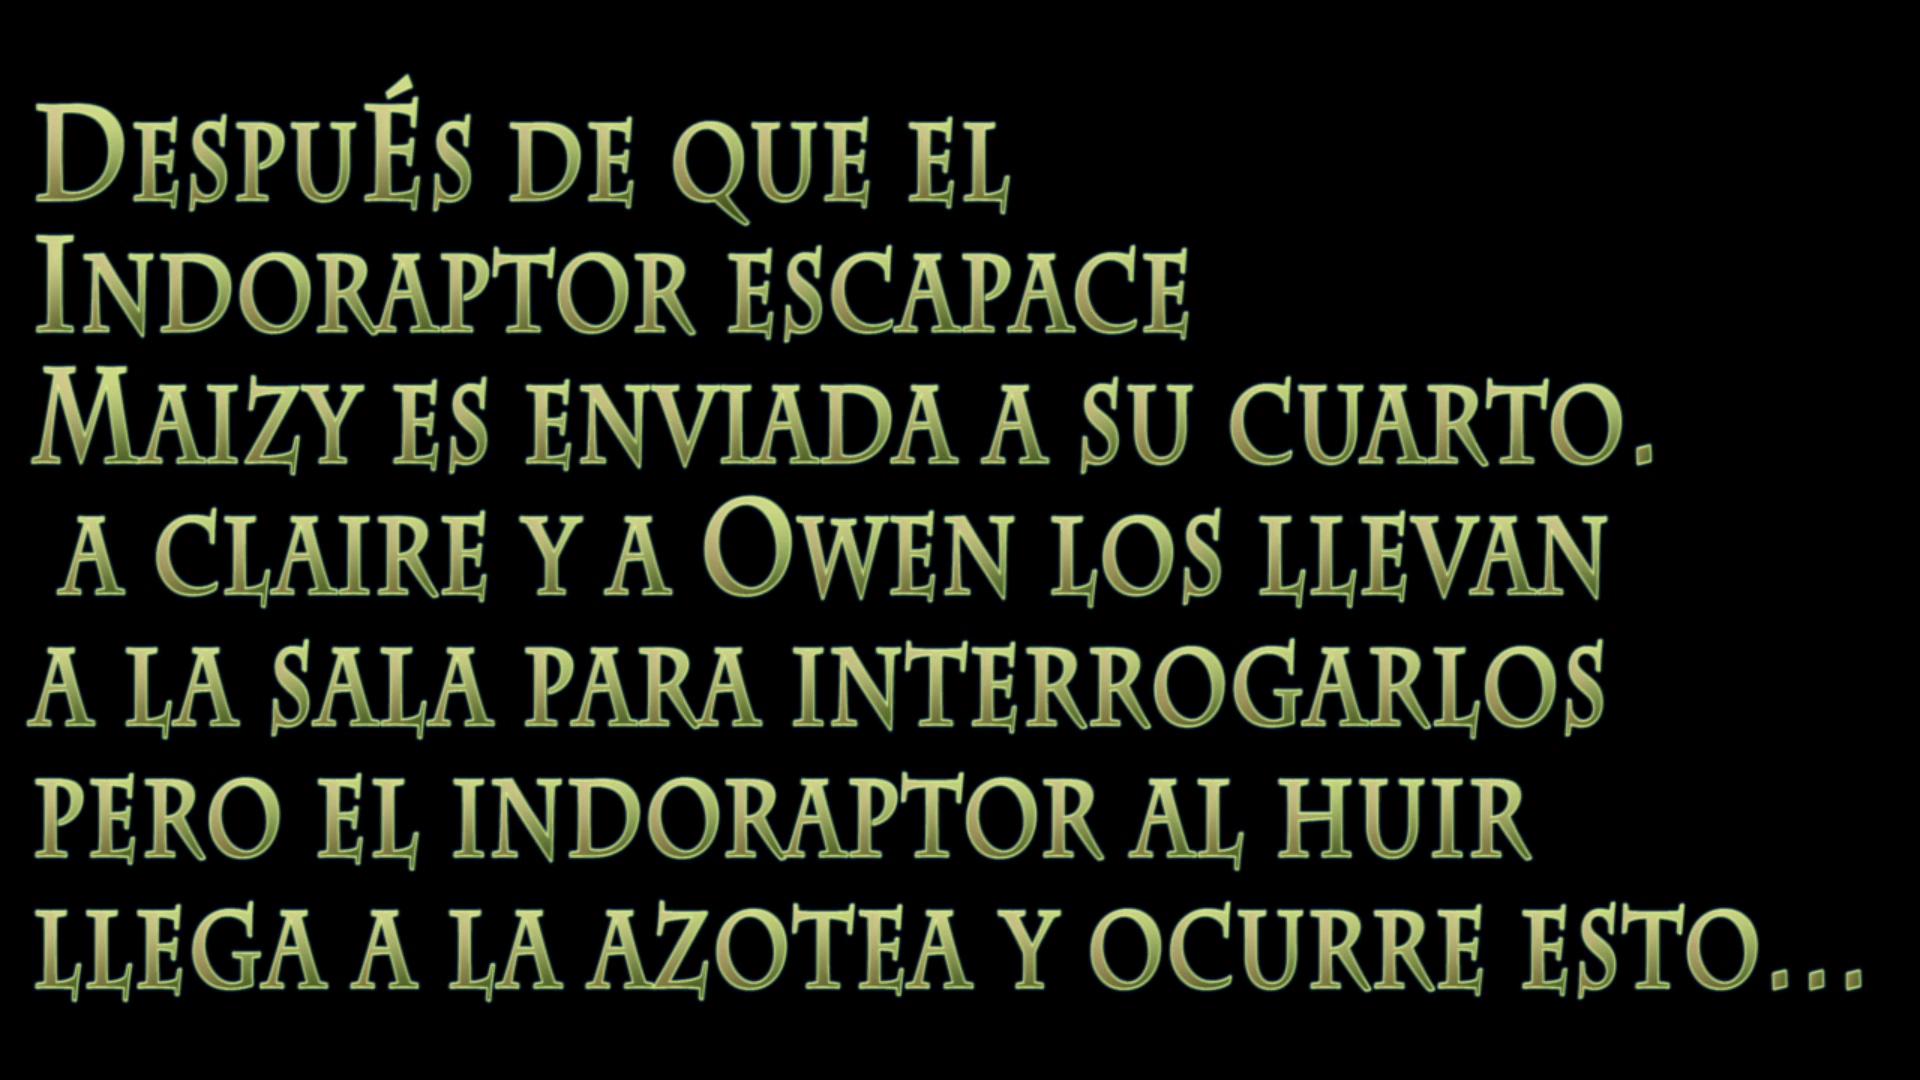 DespuÉs de que el
Indoraptor escapace
Maizy es enviada a su cuarto.
a claire y a Owen los llevan
a la sala para interrogarlos
pero el indoraptor al huir
llega a la azotea y ocurre esto...